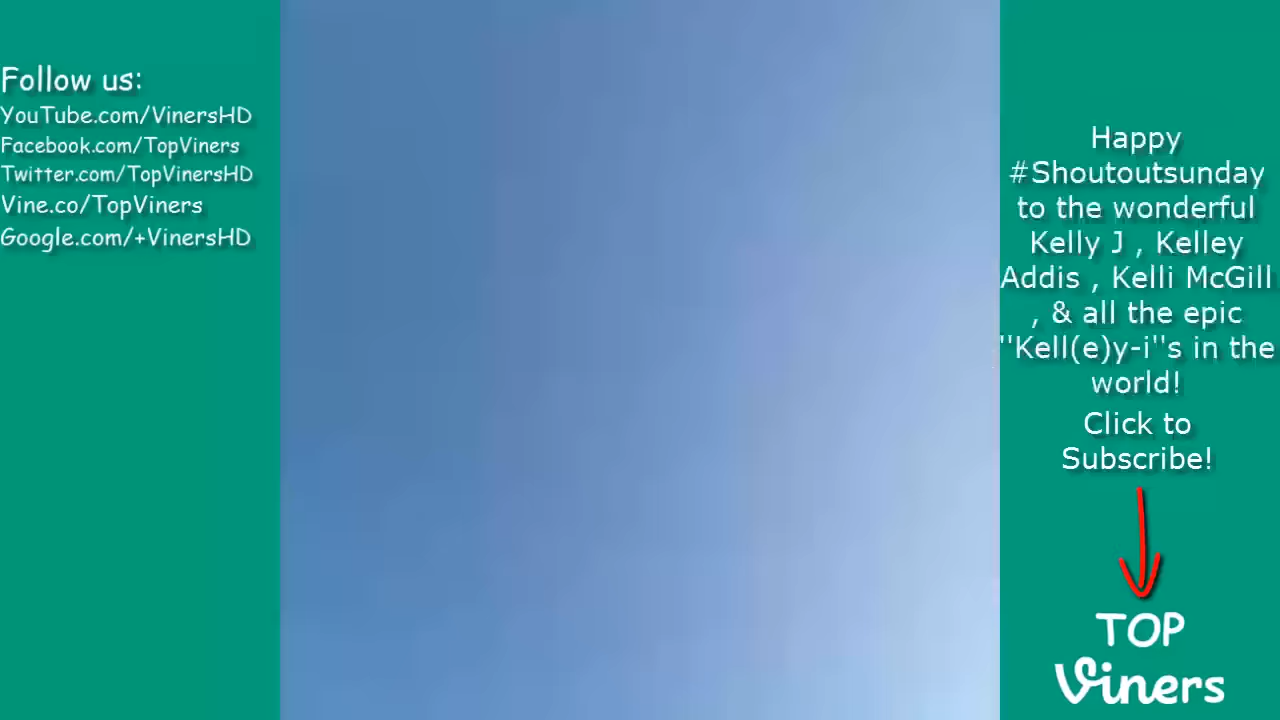 Follow us:
YouTube.com/VinersHD
Facebook.com/TopViners
Twitter.com/TopVinersHD
Vine.co/TopViners
Google.com/+VinersHD
Happy
#Shoutoutsunday
to the wonderful
Kelly J , Kelley
Addis , Kelli McGill
, & all the epic
''Kell(e)y-i''s in the
world!
Click to
Subscribe!
TOP
Viners